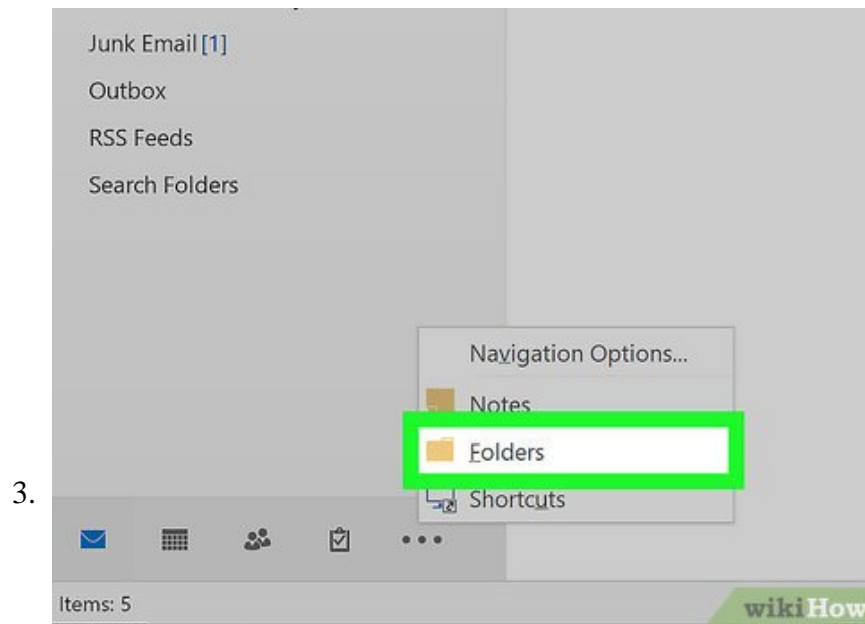 Junk Email [1]
Outbox
RSS Feeds
Search Folders
Navigation Options...
Notes
Folders
3.
Shortcuts
Items: 5
wikiHow